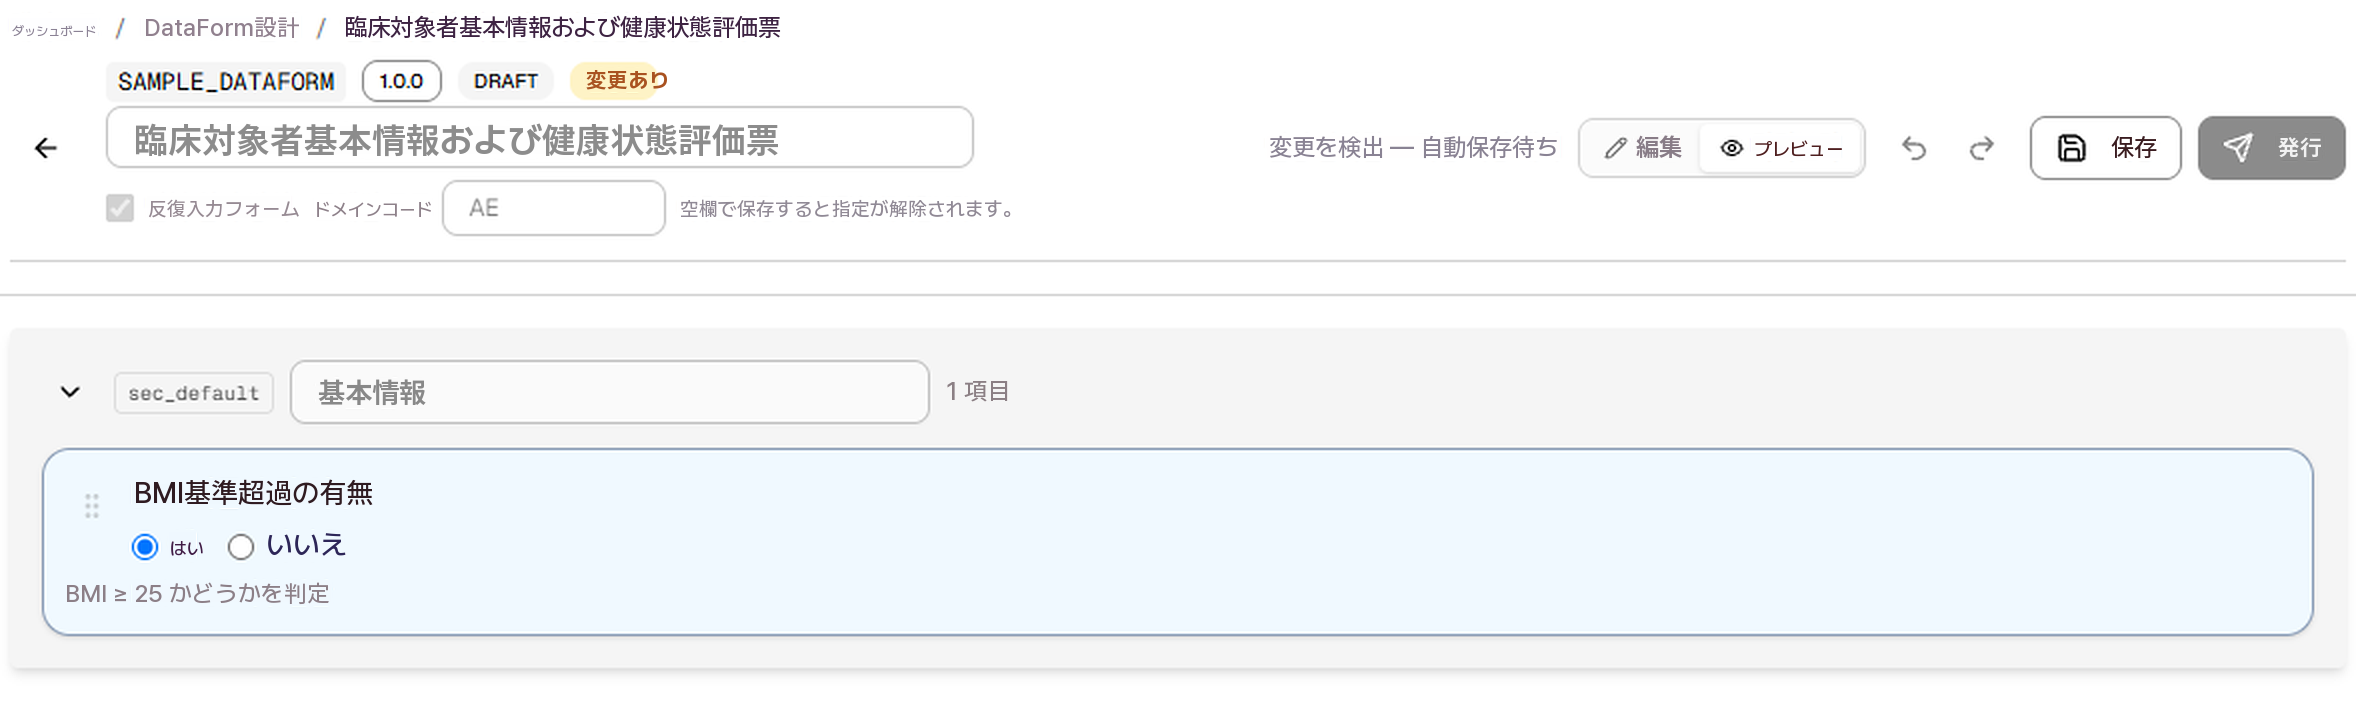 ダッシュボード / DataForm設計 / 臨床対象者基本情報および健康状態評価票
SAMPLE_DATAFORM 1.0.0 DRAFT 変更あり
臨床対象者基本情報および健康状態評価票
変更を検出 — 自動保存待ち 編集 プレビュー 保存 発行
反復入力フォーム ドメインコード AE 空欄で保存すると指定が解除されます。
sec_default 基本情報 1 項目
BMI基準超過の有無
はい いいえ
BMI ≥ 25 かどうかを判定